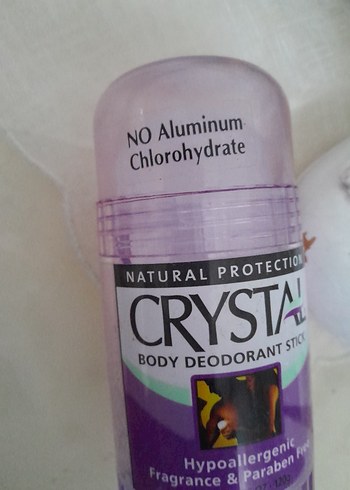 NO Aluminum
Chlorohydrate
NATURAL PROTECTION
CRYSTAL
BODY DEODORANT STICK
Hypoallergenic
Fragrance & Paraben Free